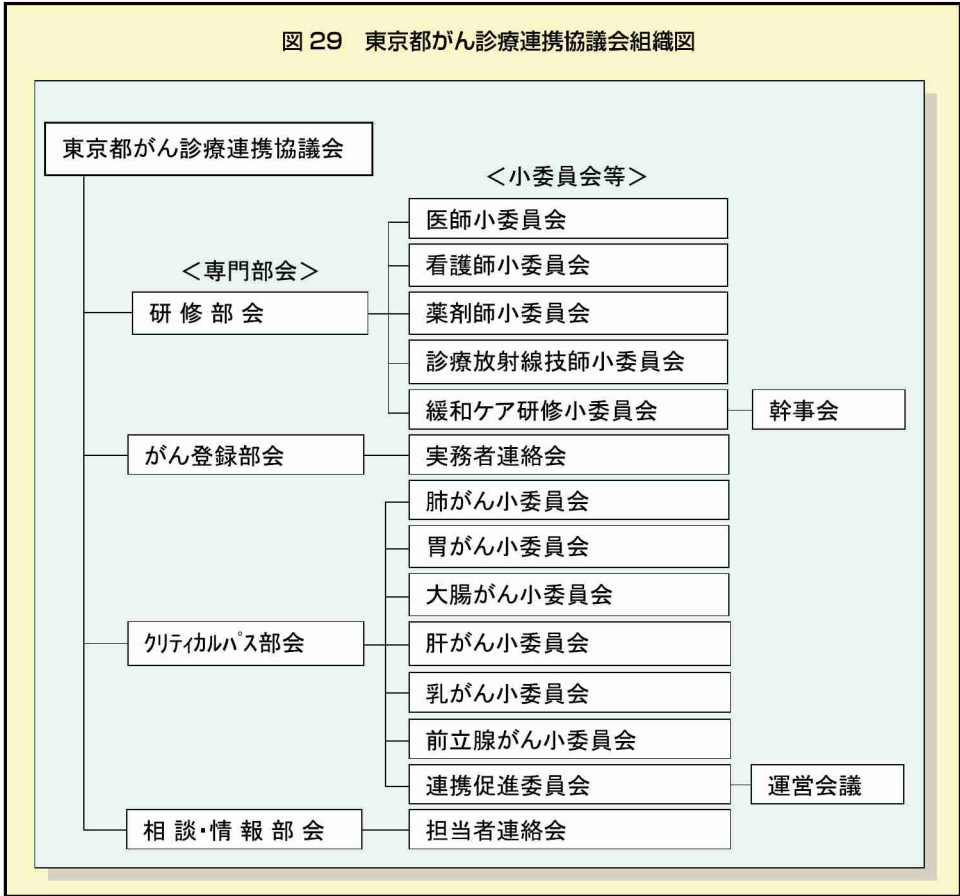 図 29　東京都がん診療連携協議会組織図
東京都がん診療連携協議会
＜小委員会等＞
＜専門部会＞
研 修 部 会
医師小委員会
看護師小委員会
薬剤師小委員会
診療放射線技師小委員会
緩和ケア研修小委員会
幹事会
がん登録部会
実務者連絡会
クリティカルパス部会
肺がん小委員会
胃がん小委員会
大腸がん小委員会
肝がん小委員会
乳がん小委員会
前立腺がん小委員会
連携促進委員会
運営会議
相 談・情 報 部 会
担当者連絡会